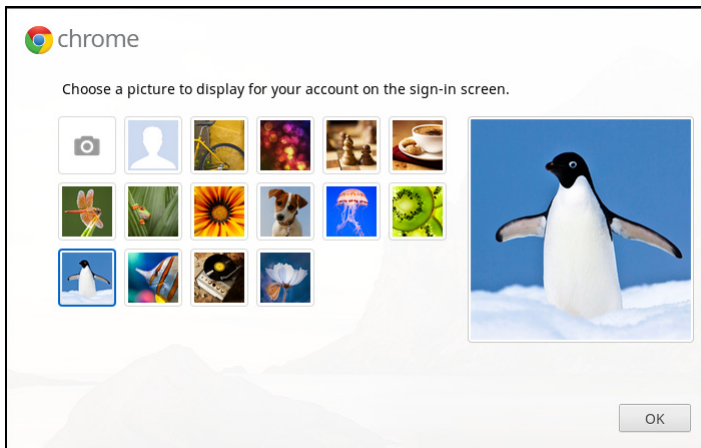 chrome
Choose a picture to display for your account on the sign-in screen.
OK